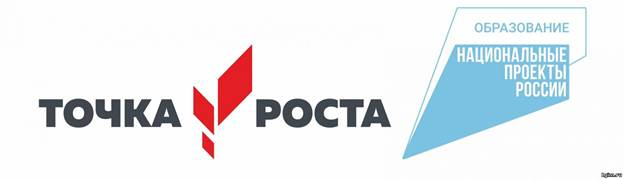 ТОЧКА РОСТА
ОБРАЗОВАНИЕ
НАЦИОНАЛЬНЫЕ
ПРОЕКТЫ
РОССИИ